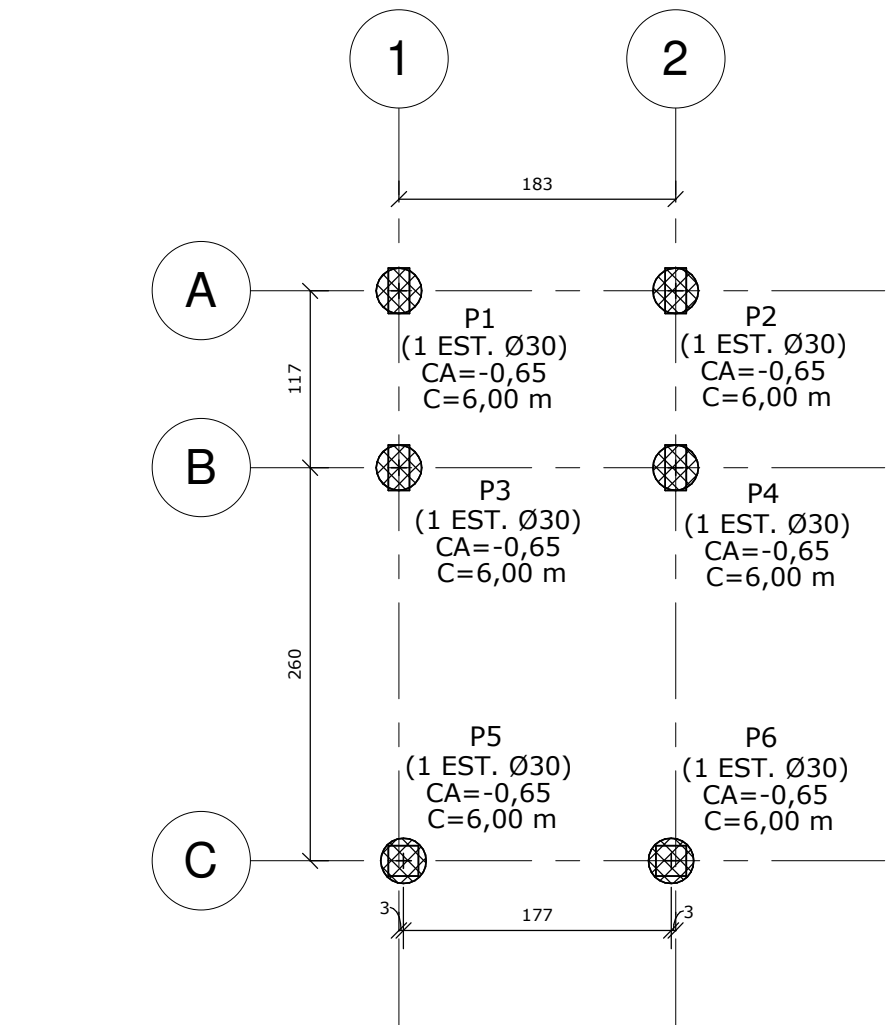 1
2
183
A
P1
(1 EST. Ø30)
CA=-0,65
C=6,00 m
P2
(1 EST. Ø30)
CA=-0,65
C=6,00 m
117
B
P3
(1 EST. Ø30)
CA=-0,65
C=6,00 m
P4
(1 EST. Ø30)
CA=-0,65
C=6,00 m
260
P5
(1 EST. Ø30)
CA=-0,65
C=6,00 m
P6
(1 EST. Ø30)
CA=-0,65
C=6,00 m
C
3
177
3